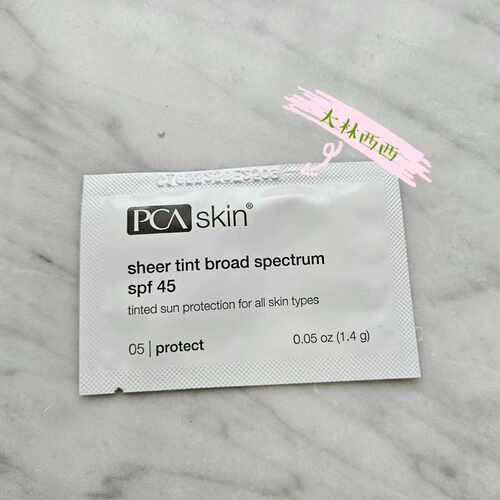 大林西西
PCA skin®
sheer tint broad spectrum
spf 45
tinted sun protection for all skin types
05 | protect
0.05 oz (1.4 g)